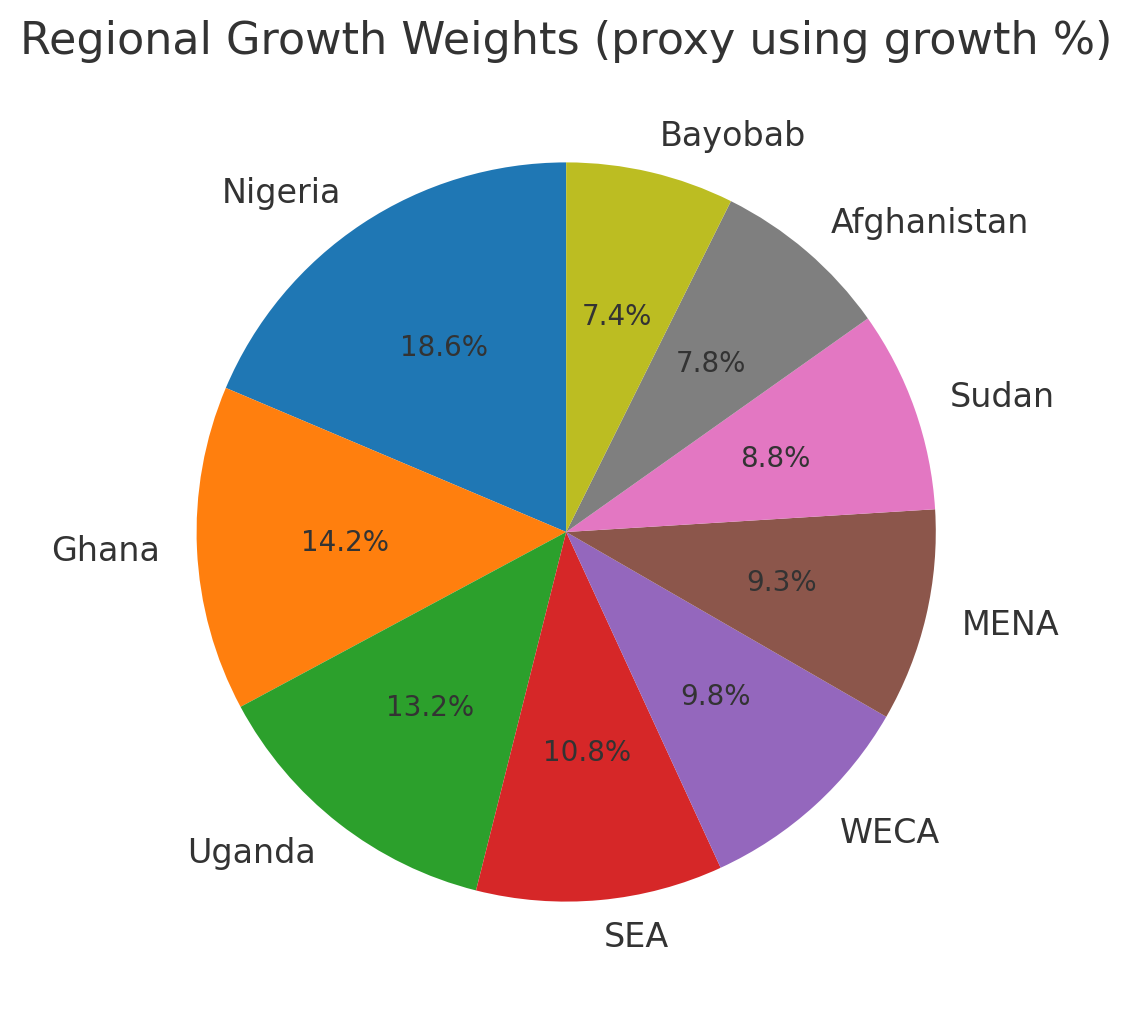 Regional Growth Weights (proxy using growth %)
Bayobab
Nigeria
Afghanistan
7.4%
18.6%
7.8%
Sudan
8.8%
Ghana
14.2%
9.3%
MENA
13.2%
9.8%
10.8%
WECA
Uganda
SEA